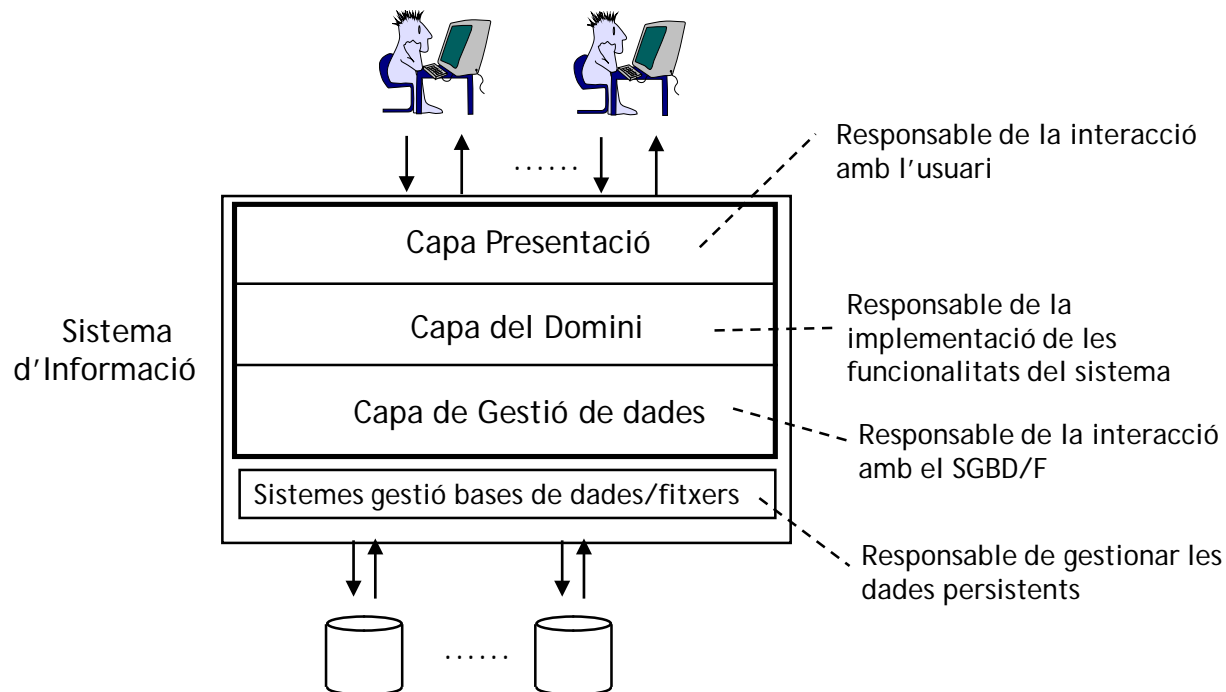 Responsable de la interacció
amb l'usuari
......
Capa Presentació
Sistema
d'Informació
Capa del Domini
Responsable de la
implementació de les
funcionalitats del sistema
Capa de Gestió de dades
Responsable de la interacció
amb el SGBD/F
Sistemes gestió bases de dades/fitxers
Responsable de gestionar les
dades persistents
......